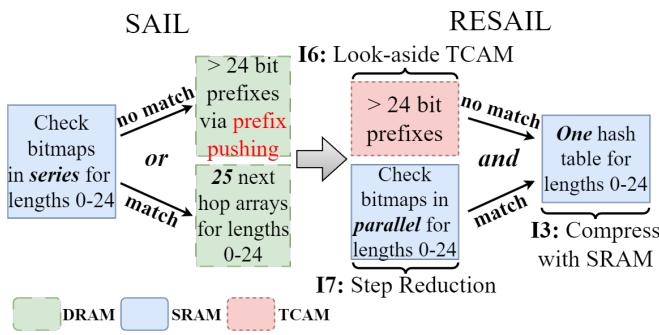 SAIL
RESAIL
Check
bitmaps
in series for
lengths 0-24
no match
or
match
> 24 bit
prefixes
via prefix
pushing
25 next
hop arrays
for lengths
0-24
I6: Look-aside TCAM
> 24 bit
prefixes
Check
bitmaps in
parallel for
lengths 0-24
I7: Step Reduction
no match
and
match
One hash
table for
lengths 0-24
I3: Compress
with SRAM
DRAM
SRAM
TCAM